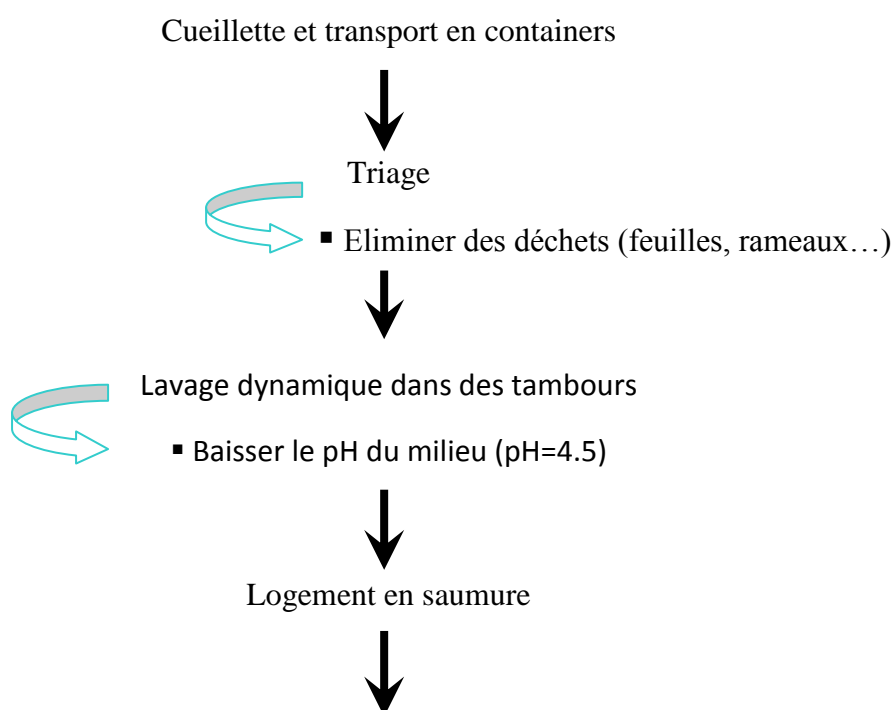 Cueillette et transport en containers
Triage
▪ Eliminer des déchets (feuilles, rameaux…)
Lavage dynamique dans des tambours
▪ Baisser le pH du milieu (pH=4.5)
Logement en saumure